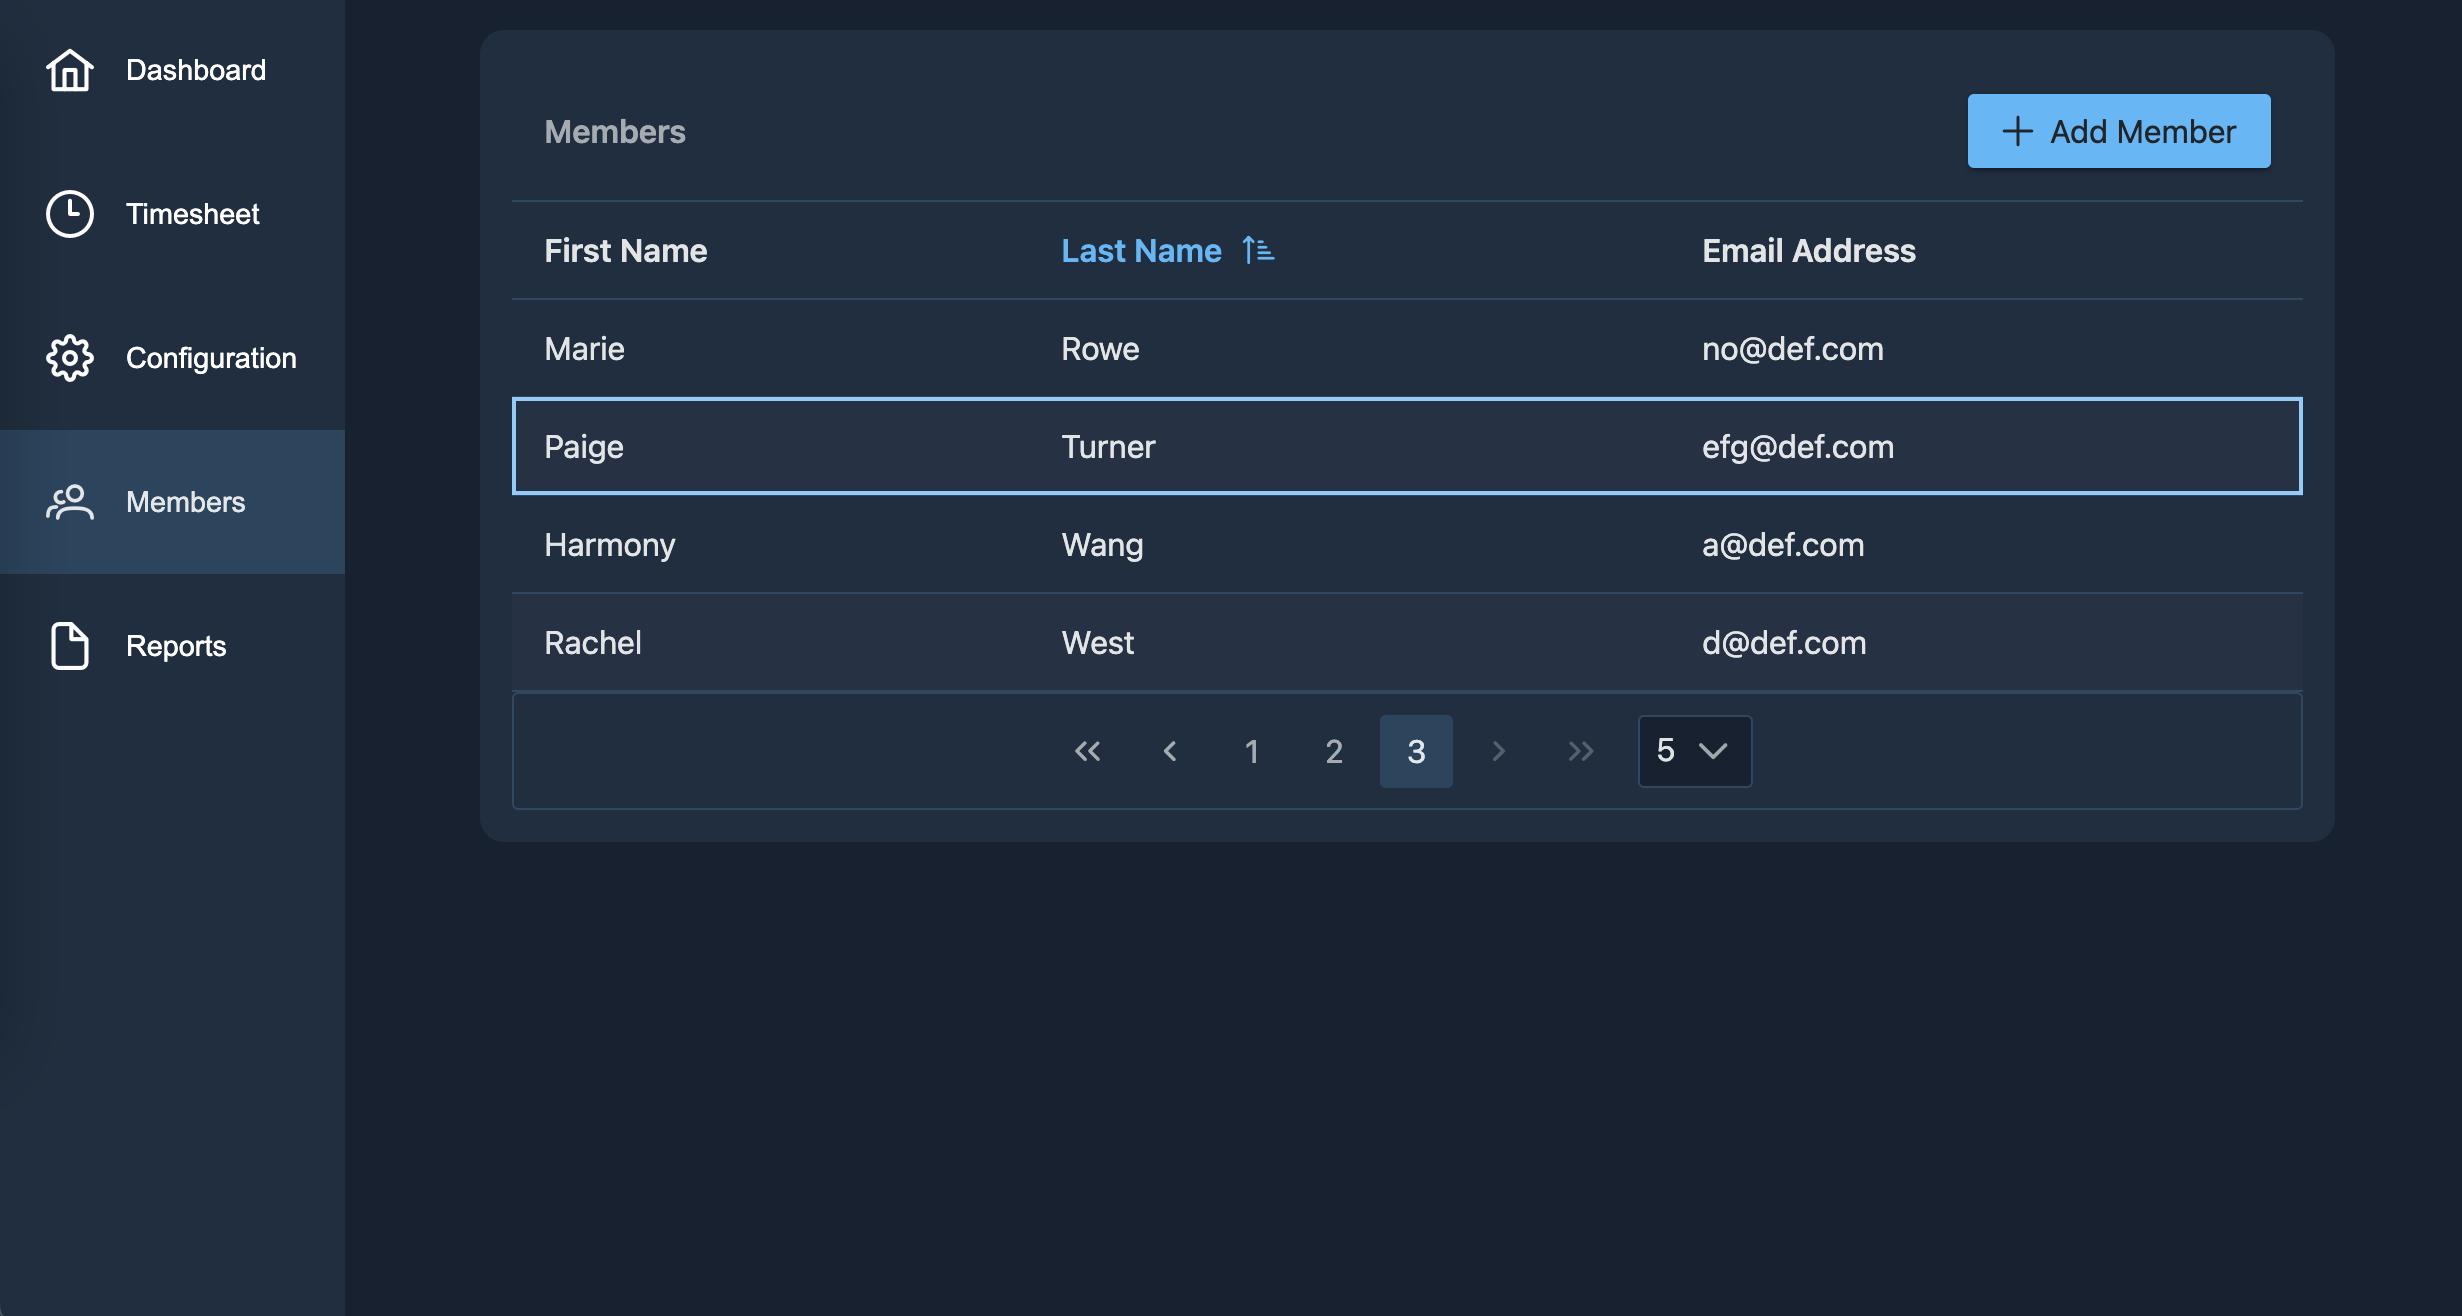 Dashboard
Timesheet
Configuration
Members
Reports
Members
Add Member
First Name Last Name Email Address
Marie Rowe no@def.com
Paige Turner efg@def.com
Harmony Wang a@def.com
Rachel West d@def.com
1 2 3 5